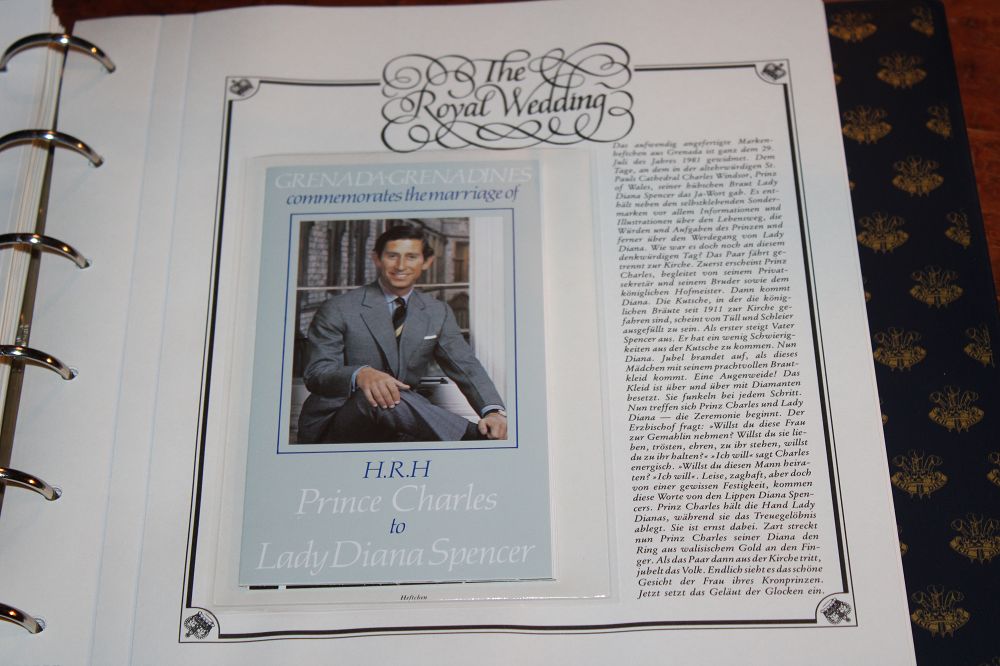 The
Royal Wedding
GRENADA·GRENADINES
commemorates the marriage of
H.R.H
Prince Charles
to
Lady Diana Spencer
Heftchen
Das aufwendig angefertigte Marken-
heftchen aus Grenada ist ganz dem 29.
Juli des Jahres 1981 gewidmet. Dem
Tage, an dem in der altehrwürdigen St.
Pauls Cathedral Charles Windsor, Prinz
of Wales, seiner hübschen Braut Lady
Diana Spencer das Ja-Wort gab. Es ent-
hält neben den selbstklebenden Sonder-
marken vor allem Informationen und
Illustrationen über den Lebensweg, die
Würden und Aufgaben des Prinzen und
ferner über den Werdegang von Lady
Diana. Wie war es doch noch an diesem
denkwürdigen Tag? Das Paar fährt ge-
trennt zur Kirche. Zuerst erscheint Prinz
Charles, begleitet von seinem Privat-
sekretär und seinem Bruder sowie dem
königlichen Hofmeister. Dann kommt
Diana. Die Kutsche, in der die könig-
lichen Bräute seit 1911 zur Kirche ge-
fahren sind, scheint von Tüll und Schleier
ausgefüllt zu sein. Als erster steigt Vater
Spencer aus. Er hat ein wenig Schwierig-
keiten aus der Kutsche zu kommen. Nun
Diana. Jubel brandet auf, als dieses
Mädchen mit seinem prachtvollen Braut-
kleid kommt. Eine Augenweide! Das
Kleid ist über und über mit Diamanten
besetzt. Sie funkeln bei jedem Schritt.
Nun treffen sich Prinz Charles und Lady
Diana — die Zeremonie beginnt. Der
Erzbischof fragt: »Willst du diese Frau
zur Gemahlin nehmen? Willst du sie lie-
ben, trösten, ehren, zu ihr stehen, willst
du zu ihr halten?« »Ich will« sagt Charles
energisch. »Willst du diesen Mann heira-
ten? »Ich will«. Leise, zaghaft, aber doch
von einer gewissen Festigkeit, kommen
diese Worte von den Lippen Diana Spen-
cers. Prinz Charles hält die Hand Lady
Dianas, während sie das Treuegelöbnis
ablegt. Sie ist ernst dabei. Zart streckt
nun Prinz Charles seiner Diana den
Ring aus walisischem Gold an den Fin-
ger. Als das Paar dann aus der Kirche tritt,
jubelt das Volk. Endlich sieht es das schöne
Gesicht der Frau ihres Kronprinzen.
Jetzt setzt das Geläut der Glocken ein.